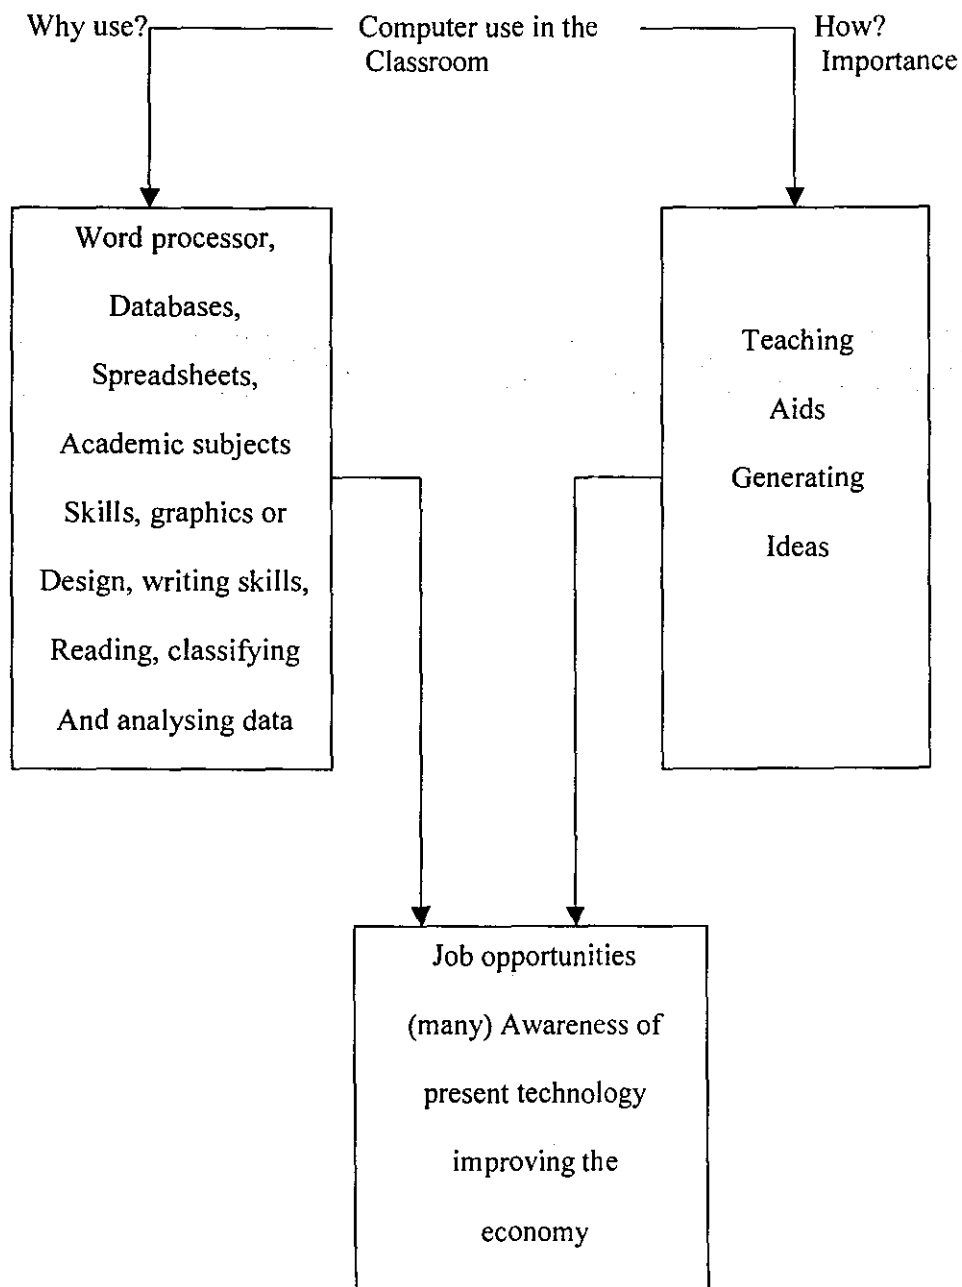 Why use?
Computer use in the
Classroom
How?
Importance
Word processor,
Databases,
Spreadsheets,
Academic subjects
Skills, graphics or
Design, writing skills,
Reading, classifying
And analysing data
Teaching
Aids
Generating
Ideas
Job opportunities
(many) Awareness of
present technology
improving the
economy